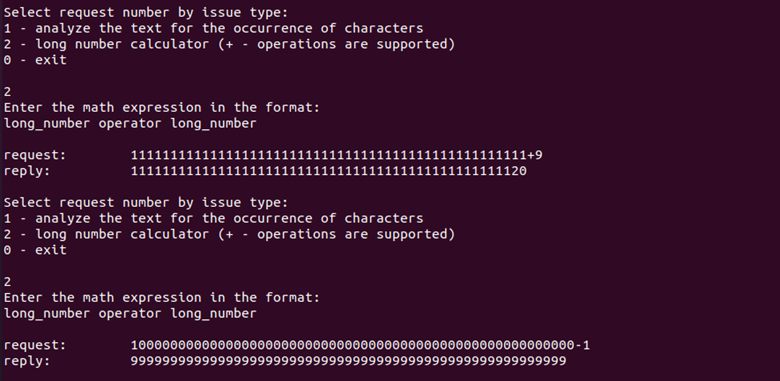 Select request number by issue type:
1 - analyze the text for the occurrence of characters
2 - long number calculator (+ - operations are supported)
0 - exit
2
Enter the math expression in the format:
long_number operator long_number
request: 11111111111111111111111111111111111111111111111111+9
reply: 11111111111111111111111111111111111111111111111120
Select request number by issue type:
1 - analyze the text for the occurrence of characters
2 - long number calculator (+ - operations are supported)
0 - exit
2
Enter the math expression in the format:
long_number operator long_number
request: 10000000000000000000000000000000000000000000000000000000-1
reply: 9999999999999999999999999999999999999999999999999999999